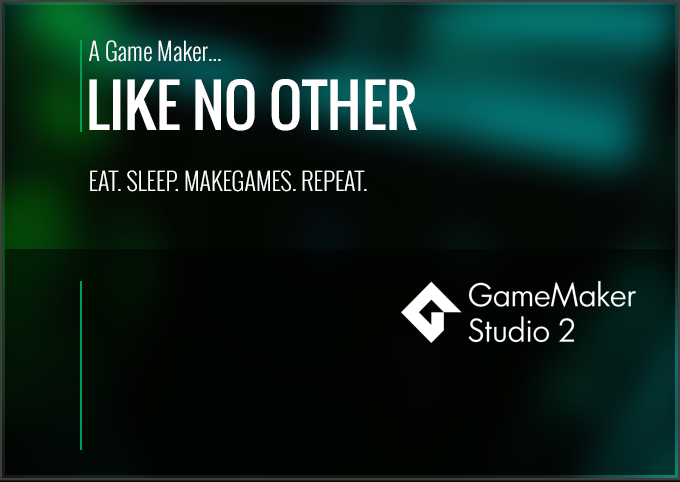 A Game Maker...
LIKE NO OTHER
EAT. SLEEP. MAKEGAMES. REPEAT.
GameMaker
Studio 2